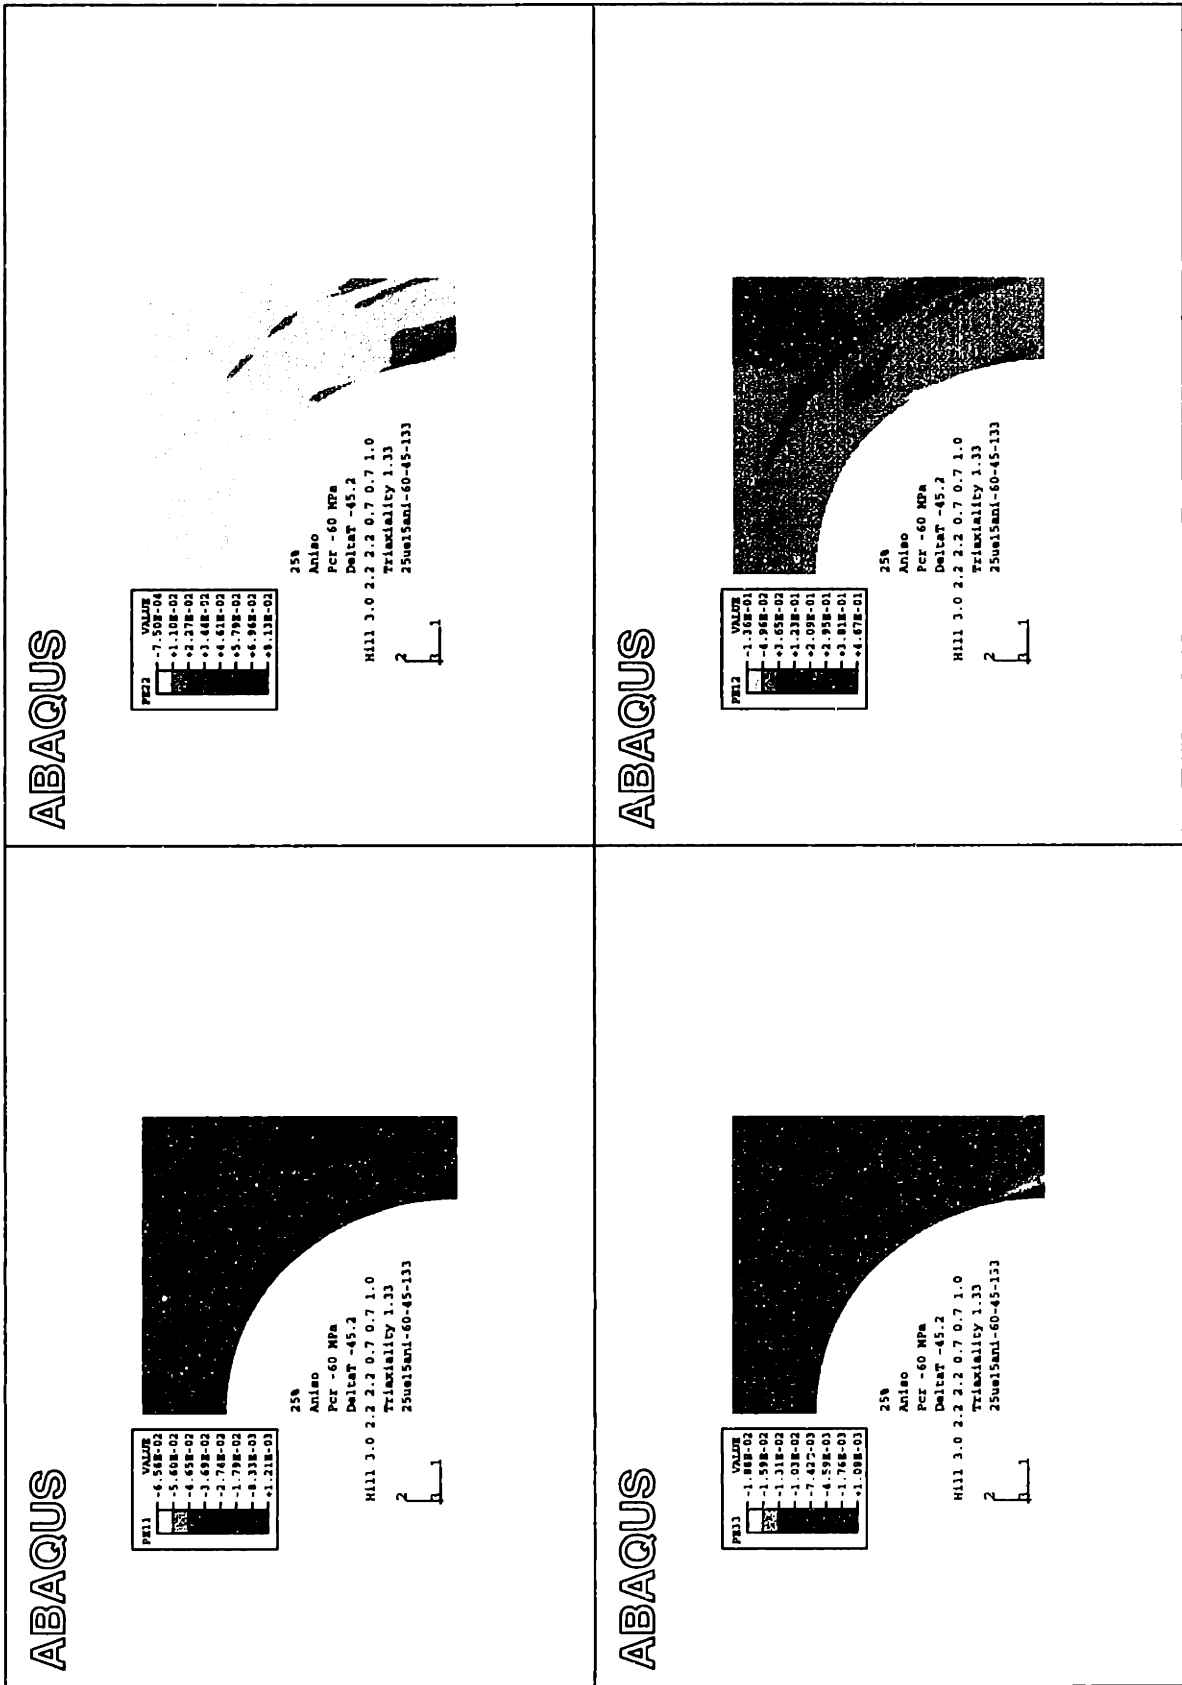 ABAQUS
PE11 VALUE
-6.56E-02
-5.60E-02
-4.65E-02
-3.69E-02
-2.74E-02
-1.79E-02
-8.33E-03
+1.21E-03
25%
Aniso
Pcr -60 MPa
DeltaT -45.2
Hill 3.0 2.2 2.2 0.7 0.7 1.0
Triaxiality 1.33
25uel5ani-60-45-133
2
3 1
ABAQUS
PE22 VALUE
-7.50E-04
+1.10E-02
+2.27E-02
+3.44E-02
+4.61E-02
+5.79E-02
+6.96E-02
+8.13E-02
25%
Aniso
Pcr -60 MPa
DeltaT -45.2
Hill 3.0 2.2 2.2 0.7 0.7 1.0
Triaxiality 1.33
25uel5ani-60-45-133
2
3 1
ABAQUS
PE33 VALUE
-1.88E-02
-1.59E-02
-1.31E-02
-1.03E-02
-7.42E-03
-4.59E-03
-1.76E-03
+1.08E-03
25%
Aniso
Pcr -60 MPa
DeltaT -45.2
Hill 3.0 2.2 2.2 0.7 0.7 1.0
Triaxiality 1.33
25uel5ani-60-45-133
2
3 1
ABAQUS
PE12 VALUE
-1.36E-01
-4.96E-02
+3.65E-02
+1.23E-01
+2.09E-01
+2.95E-01
+3.81E-01
+4.67E-01
25%
Aniso
Pcr -60 MPa
DeltaT -45.2
Hill 3.0 2.2 2.2 0.7 0.7 1.0
Triaxiality 1.33
25uel5ani-60-45-133
2
3 1